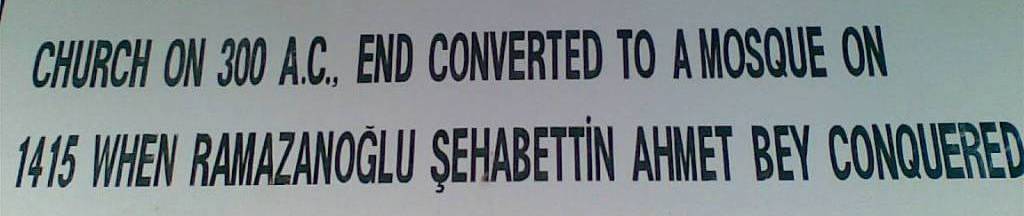 CHURCH ON 300 A.C., END CONVERTED TO A MOSQUE ON
1415 WHEN RAMAZANOĞLU ŞEHABETTİN AHMET BEY CONQUERED